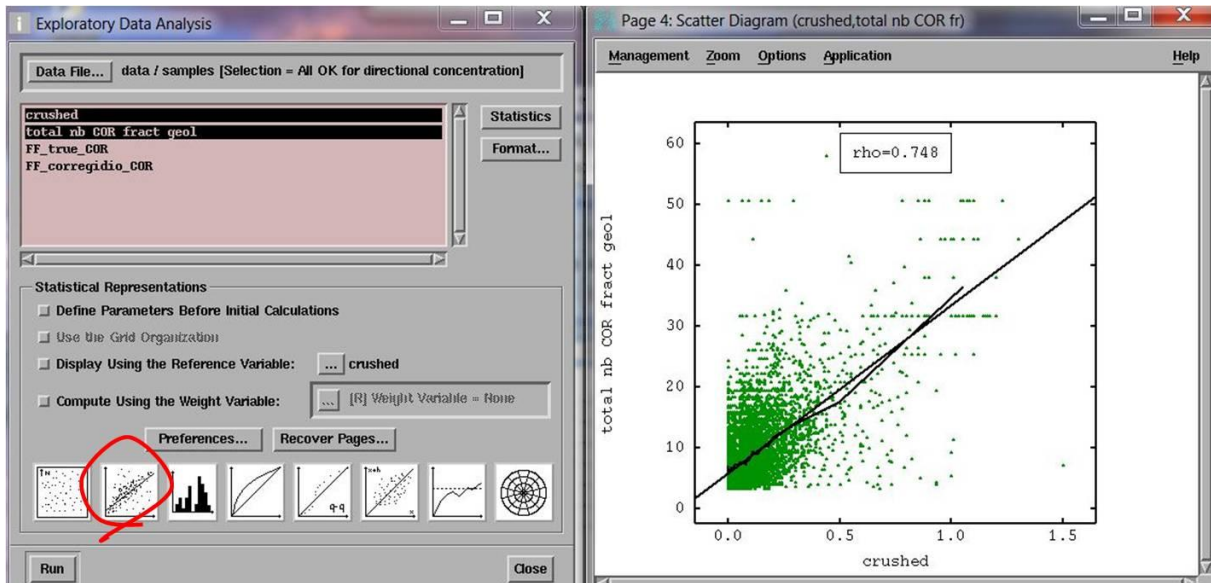 Exploratory Data Analysis
Data File... data / samples [Selection = All OK for directional concentration]
crushed
total nb COR fract geol
FF_true_COR
FF_corregidio_COR
Statistics
Format...
Statistical Representations
Define Parameters Before Initial Calculations
Use the Grid Organization
Display Using the Reference Variable: ... crushed
Compute Using the Weight Variable: ... [R] Weight Variable = None
Preferences... Recover Pages...
q-q
x+h
Run Close
Page 4: Scatter Diagram (crushed,total nb COR fr)
Management Zoom Options Application Help
rho=0.748
60
50
40
30
20
10
0
total nb COR fract geol
0.0 0.5 1.0 1.5
crushed